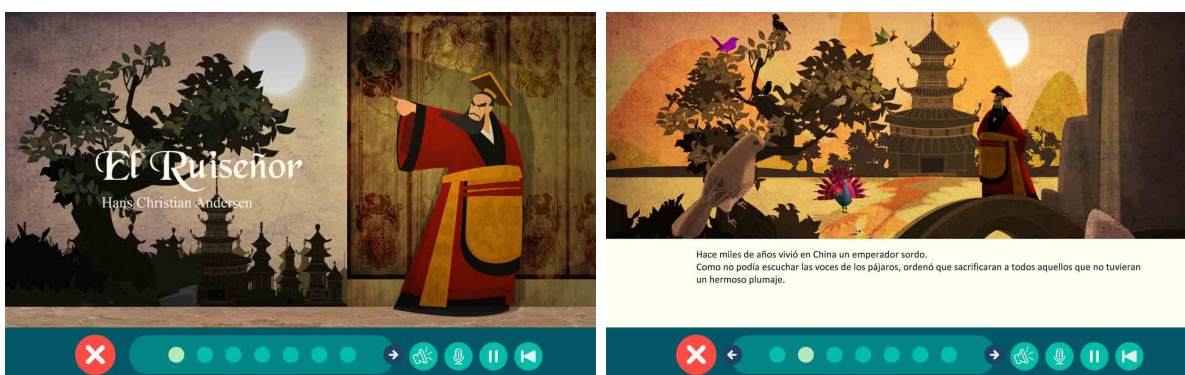 El Ruiseñor
Hans Christian Andersen
Hace miles de años vivió en China un emperador sordo.
Como no podía escuchar las voces de los pájaros, ordenó que sacrificaran a todos aquellos que no tuvieran
un hermoso plumaje.